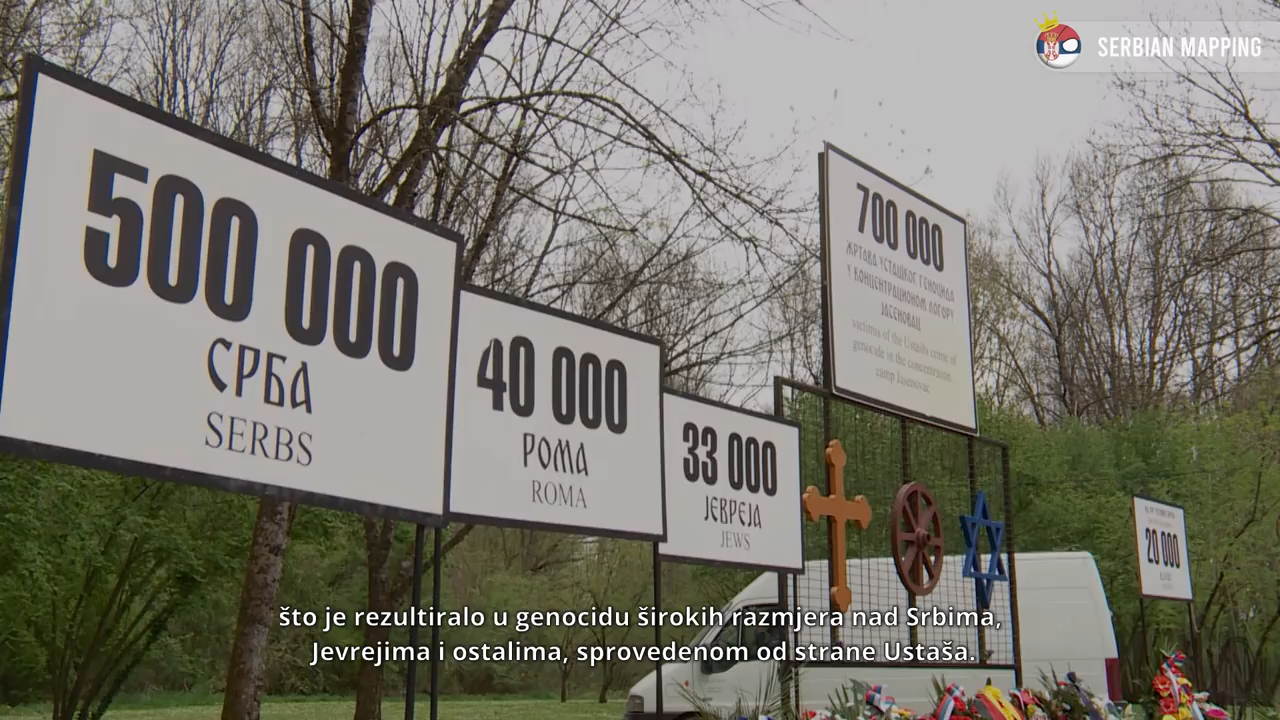 SERBIAN MAPPING
500 000
СРБА
SERBS
40 000
РОМА
ROMA
33 000
ЈЕВРЕЈА
JEWS
700 000
ЖРТАВА УСТАШКОГ ГЕНОЦИДА
У КОНЦЕНТРАЦИОНОМ ЛОГОРУ
ЈАСЕНОВАЦ
victims of the Ustasha crime of
genocide in the concentration
camp Jasenovac
20 000
što je rezultiralo u genocidu širokih razmjera nad Srbima,
Jevrejima i ostalima, sprovedenom od strane Ustaša.